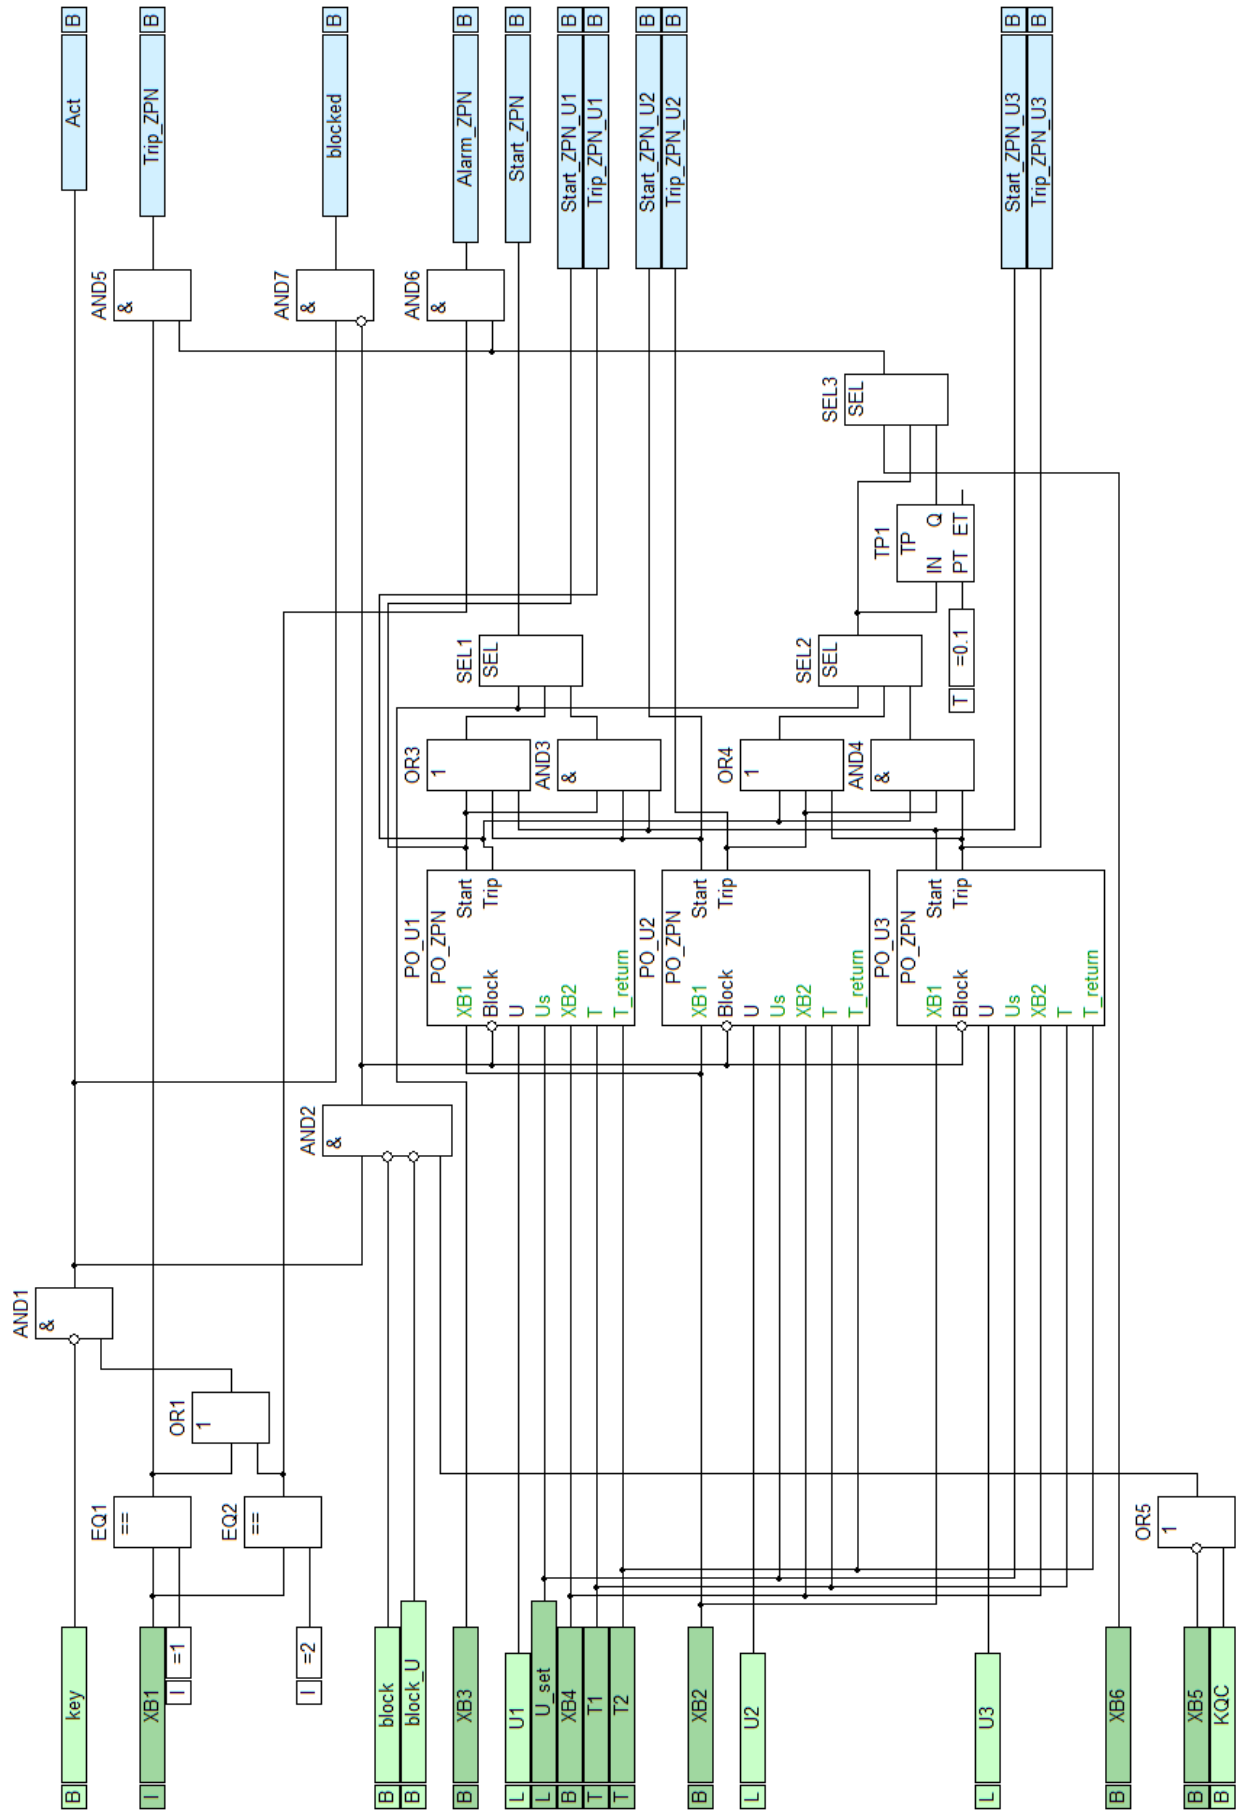 B key
B Act
AND1
&
XB1
I
I =1
EQ1
==
OR1
1
AND5
&
Trip_ZPN B
I =2
EQ2
==
AND7
&
blocked B
B block
B block_U
AND2
&
AND6
&
Alarm_ZPN B
B XB3
Start_ZPN B
L U1
L U_set
B XB4
T T1
T T2
PO_U1
PO_ZPN
XB1 Start
Block Trip
U
Us
XB2
T
T_return
OR3
1
AND3
&
SEL1
SEL
Start_ZPN_U1 B
Trip_ZPN_U1 B
B XB2
L U2
PO_U2
PO_ZPN
XB1 Start
Block Trip
U
Us
XB2
T
T_return
OR4
1
AND4
&
SEL2
SEL
Start_ZPN_U2 B
Trip_ZPN_U2 B
T =0.1
TP1
TP
IN Q
PT ET
SEL3
SEL
L U3
PO_U3
PO_ZPN
XB1 Start
Block Trip
U
Us
XB2
T
T_return
Start_ZPN_U3 B
Trip_ZPN_U3 B
B XB6
B XB5
B KQC
OR5
1